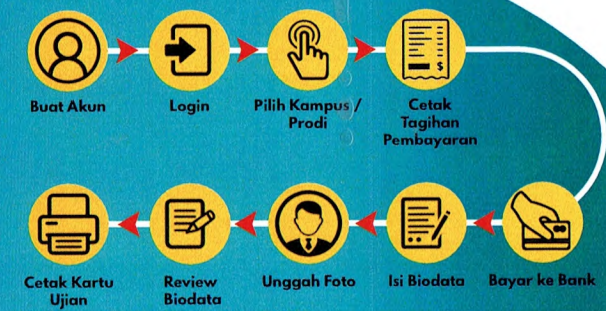 Buat Akun
Login
Pilih Kampus /
Prodi
Cetak
Tagihan
Pembayaran
$
Bayar ke Bank
Isi Biodata
Unggah Foto
Review
Biodata
Cetak Kartu
Ujian